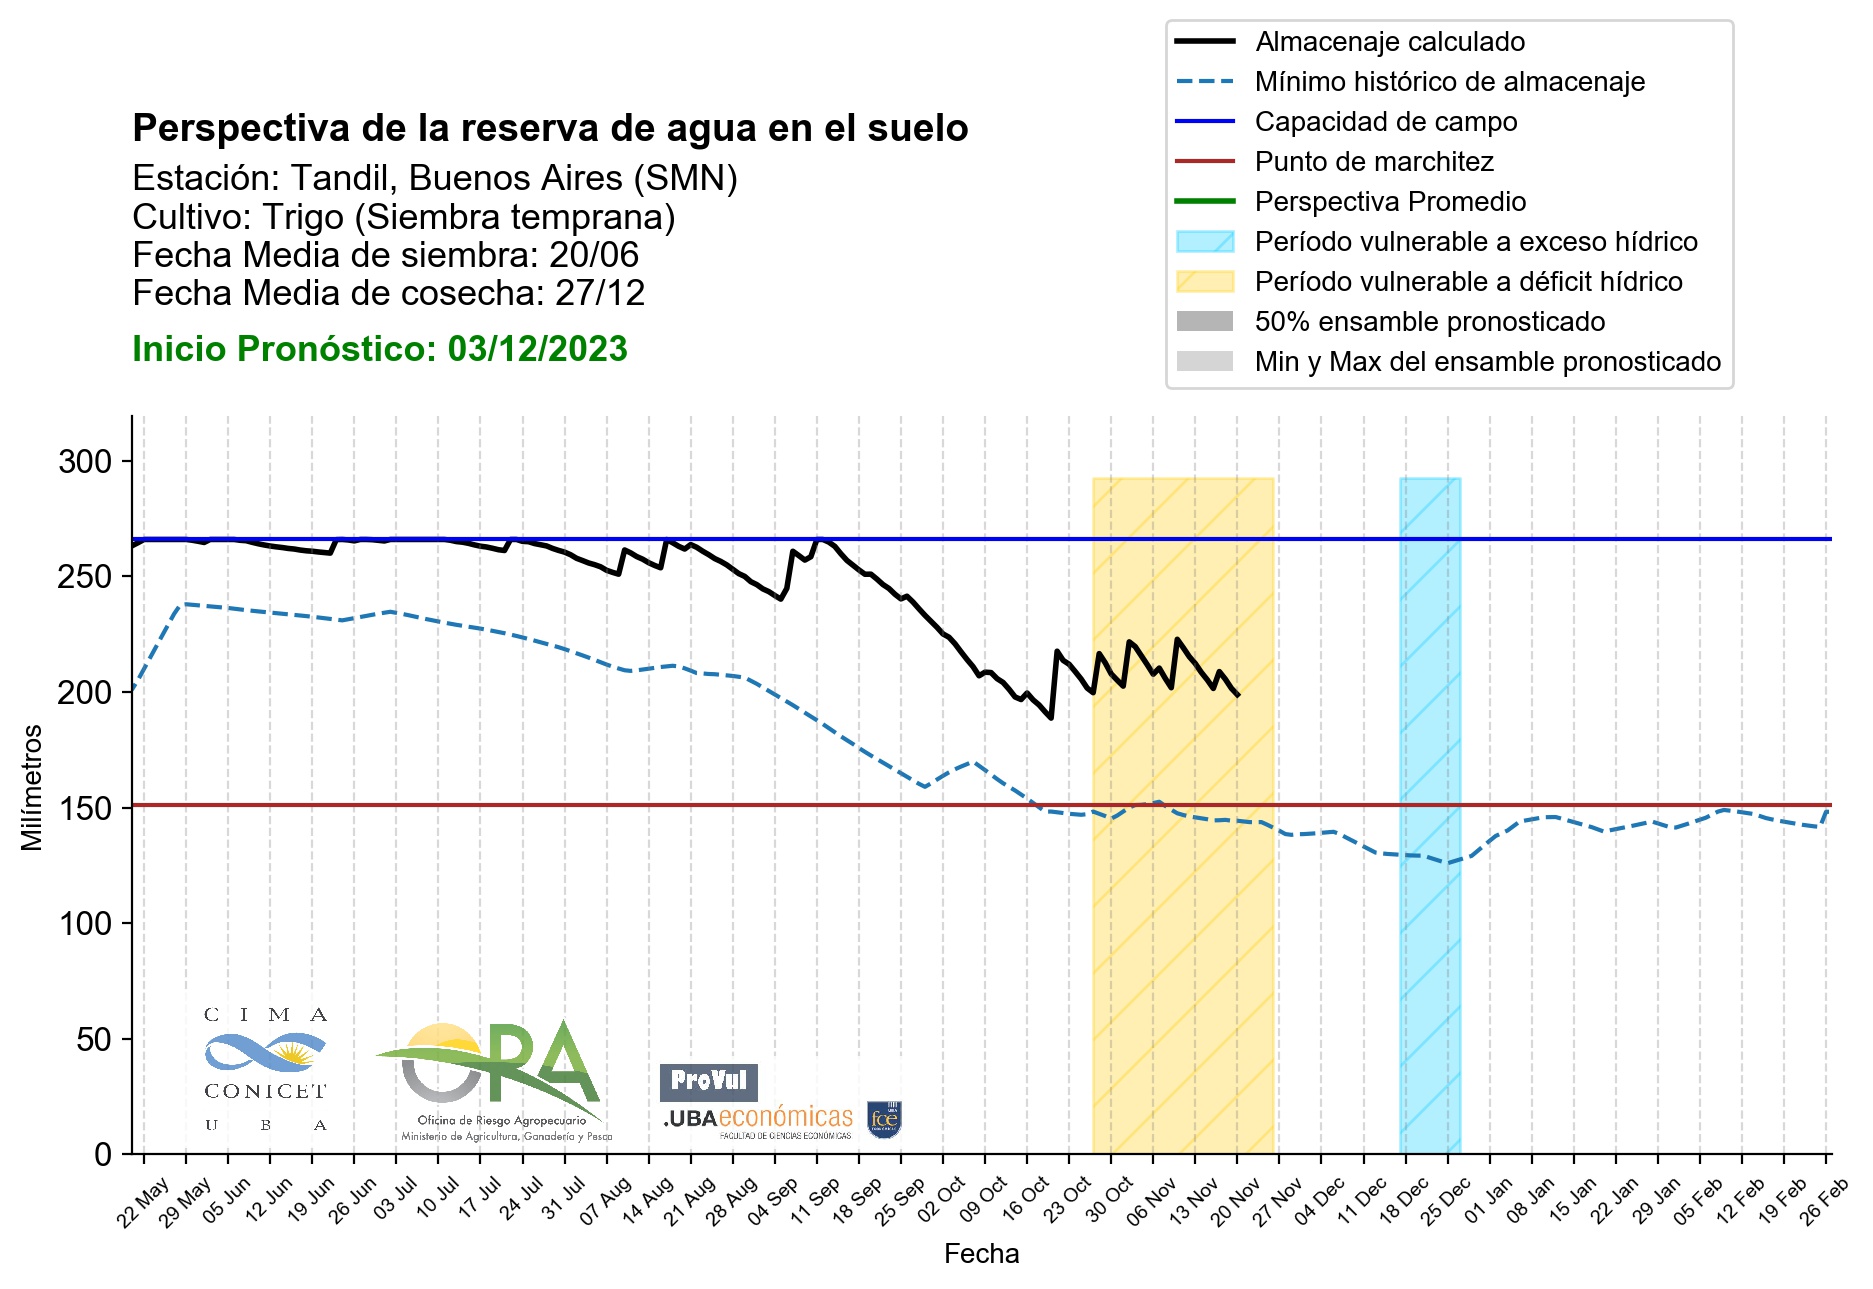 Almacenaje calculado
Mínimo histórico de almacenaje
Capacidad de campo
Punto de marchitez
Perspectiva Promedio
Período vulnerable a exceso hídrico
Período vulnerable a déficit hídrico
50% ensamble pronosticado
Min y Max del ensamble pronosticado
Perspectiva de la reserva de agua en el suelo
Estación: Tandil, Buenos Aires (SMN)
Cultivo: Trigo (Siembra temprana)
Fecha Media de siembra: 20/06
Fecha Media de cosecha: 27/12
Inicio Pronóstico: 03/12/2023
300
250
200
150
100
50
0
Milímetros
CIMA
CONICET
UBA
ORA
Oficina de Riesgo Agropecuario
Ministerio de Agricultura, Ganadería y Pesca
ProVul
.UBAeconómicas
FACULTAD DE CIENCIAS ECONÓMICAS
UBA
fce
22 May
29 May
05 Jun
12 Jun
19 Jun
26 Jun
03 Jul
10 Jul
17 Jul
24 Jul
31 Jul
07 Aug
14 Aug
21 Aug
28 Aug
04 Sep
11 Sep
18 Sep
25 Sep
02 Oct
09 Oct
16 Oct
23 Oct
30 Oct
06 Nov
13 Nov
20 Nov
27 Nov
04 Dec
11 Dec
18 Dec
25 Dec
01 Jan
08 Jan
15 Jan
22 Jan
29 Jan
05 Feb
12 Feb
19 Feb
26 Feb
Fecha